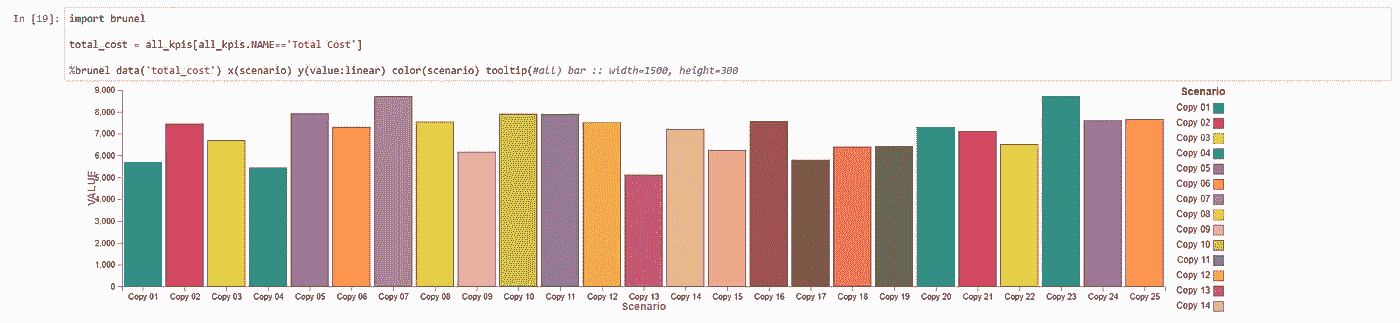 In [19]: import brunel
total_cost = all_kpis[all_kpis.NAME=='Total Cost']
%brunel data('total_cost') x(scenario) y(value:linear) color(scenario) tooltip(#all) bar :: width=1500, height=300
9,000
8,000
7,000
6,000
5,000
4,000
3,000
2,000
1,000
0
VALUE
Copy 01 Copy 02 Copy 03 Copy 04 Copy 05 Copy 06 Copy 07 Copy 08 Copy 09 Copy 10 Copy 11 Copy 12 Copy 13 Copy 14 Copy 15 Copy 16 Copy 17 Copy 18 Copy 19 Copy 20 Copy 21 Copy 22 Copy 23 Copy 24 Copy 25
Scenario
Scenario
Copy 01
Copy 02
Copy 03
Copy 04
Copy 05
Copy 06
Copy 07
Copy 08
Copy 09
Copy 10
Copy 11
Copy 12
Copy 13
Copy 14